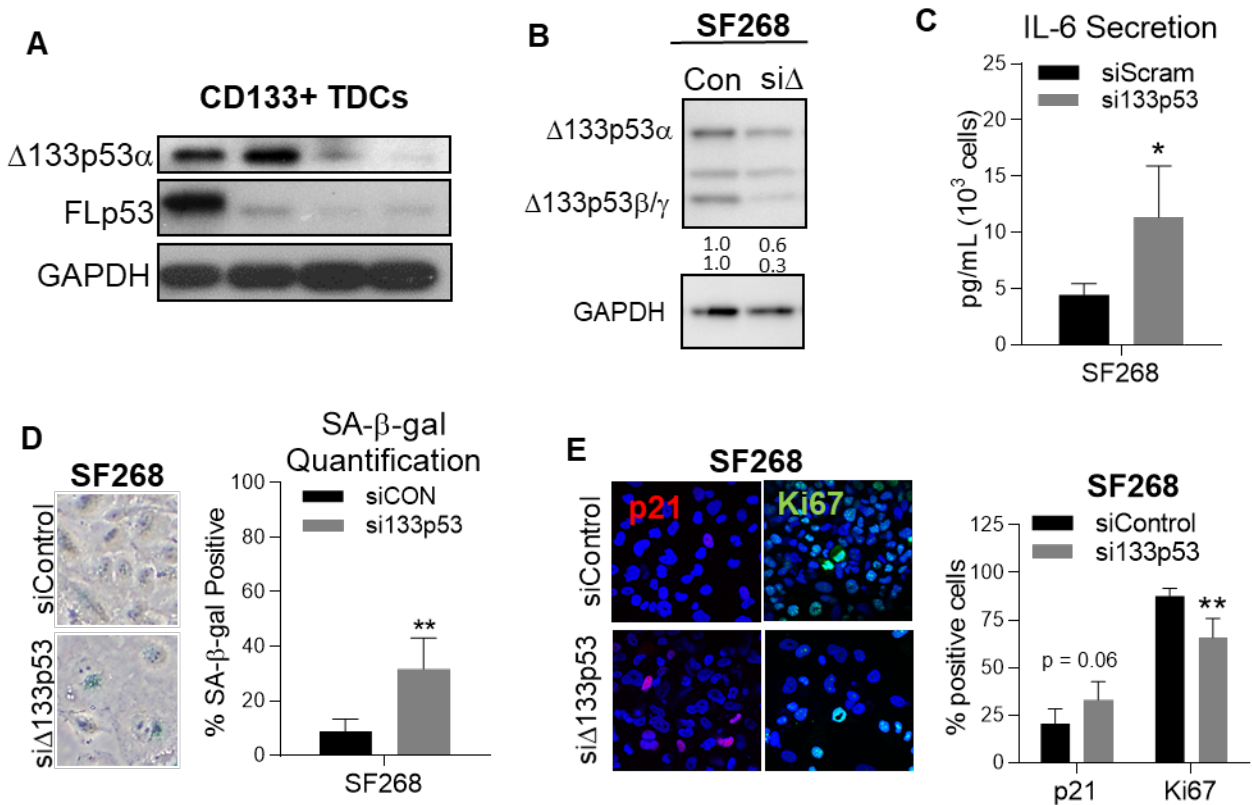 A
CD133+ TDCs
Δ133p53α
FLp53
GAPDH
B
SF268
Con siΔ
Δ133p53α
Δ133p53β/γ
1.0 0.6
1.0 0.3
GAPDH
C
IL-6 Secretion
siScram
si133p53
pg/mL (10³ cells)
25
20
15
10
5
0
*
SF268
D
SF268
siControl
siΔ133p53
SA-β-gal
Quantification
siCON
si133p53
% SA-β-gal Positive
100
80
60
40
20
0
**
SF268
E
SF268
p21
Ki67
siControl
siΔ133p53
SF268
siControl
si133p53
% positive cells
125
100
75
50
25
0
p = 0.06
**
p21 Ki67